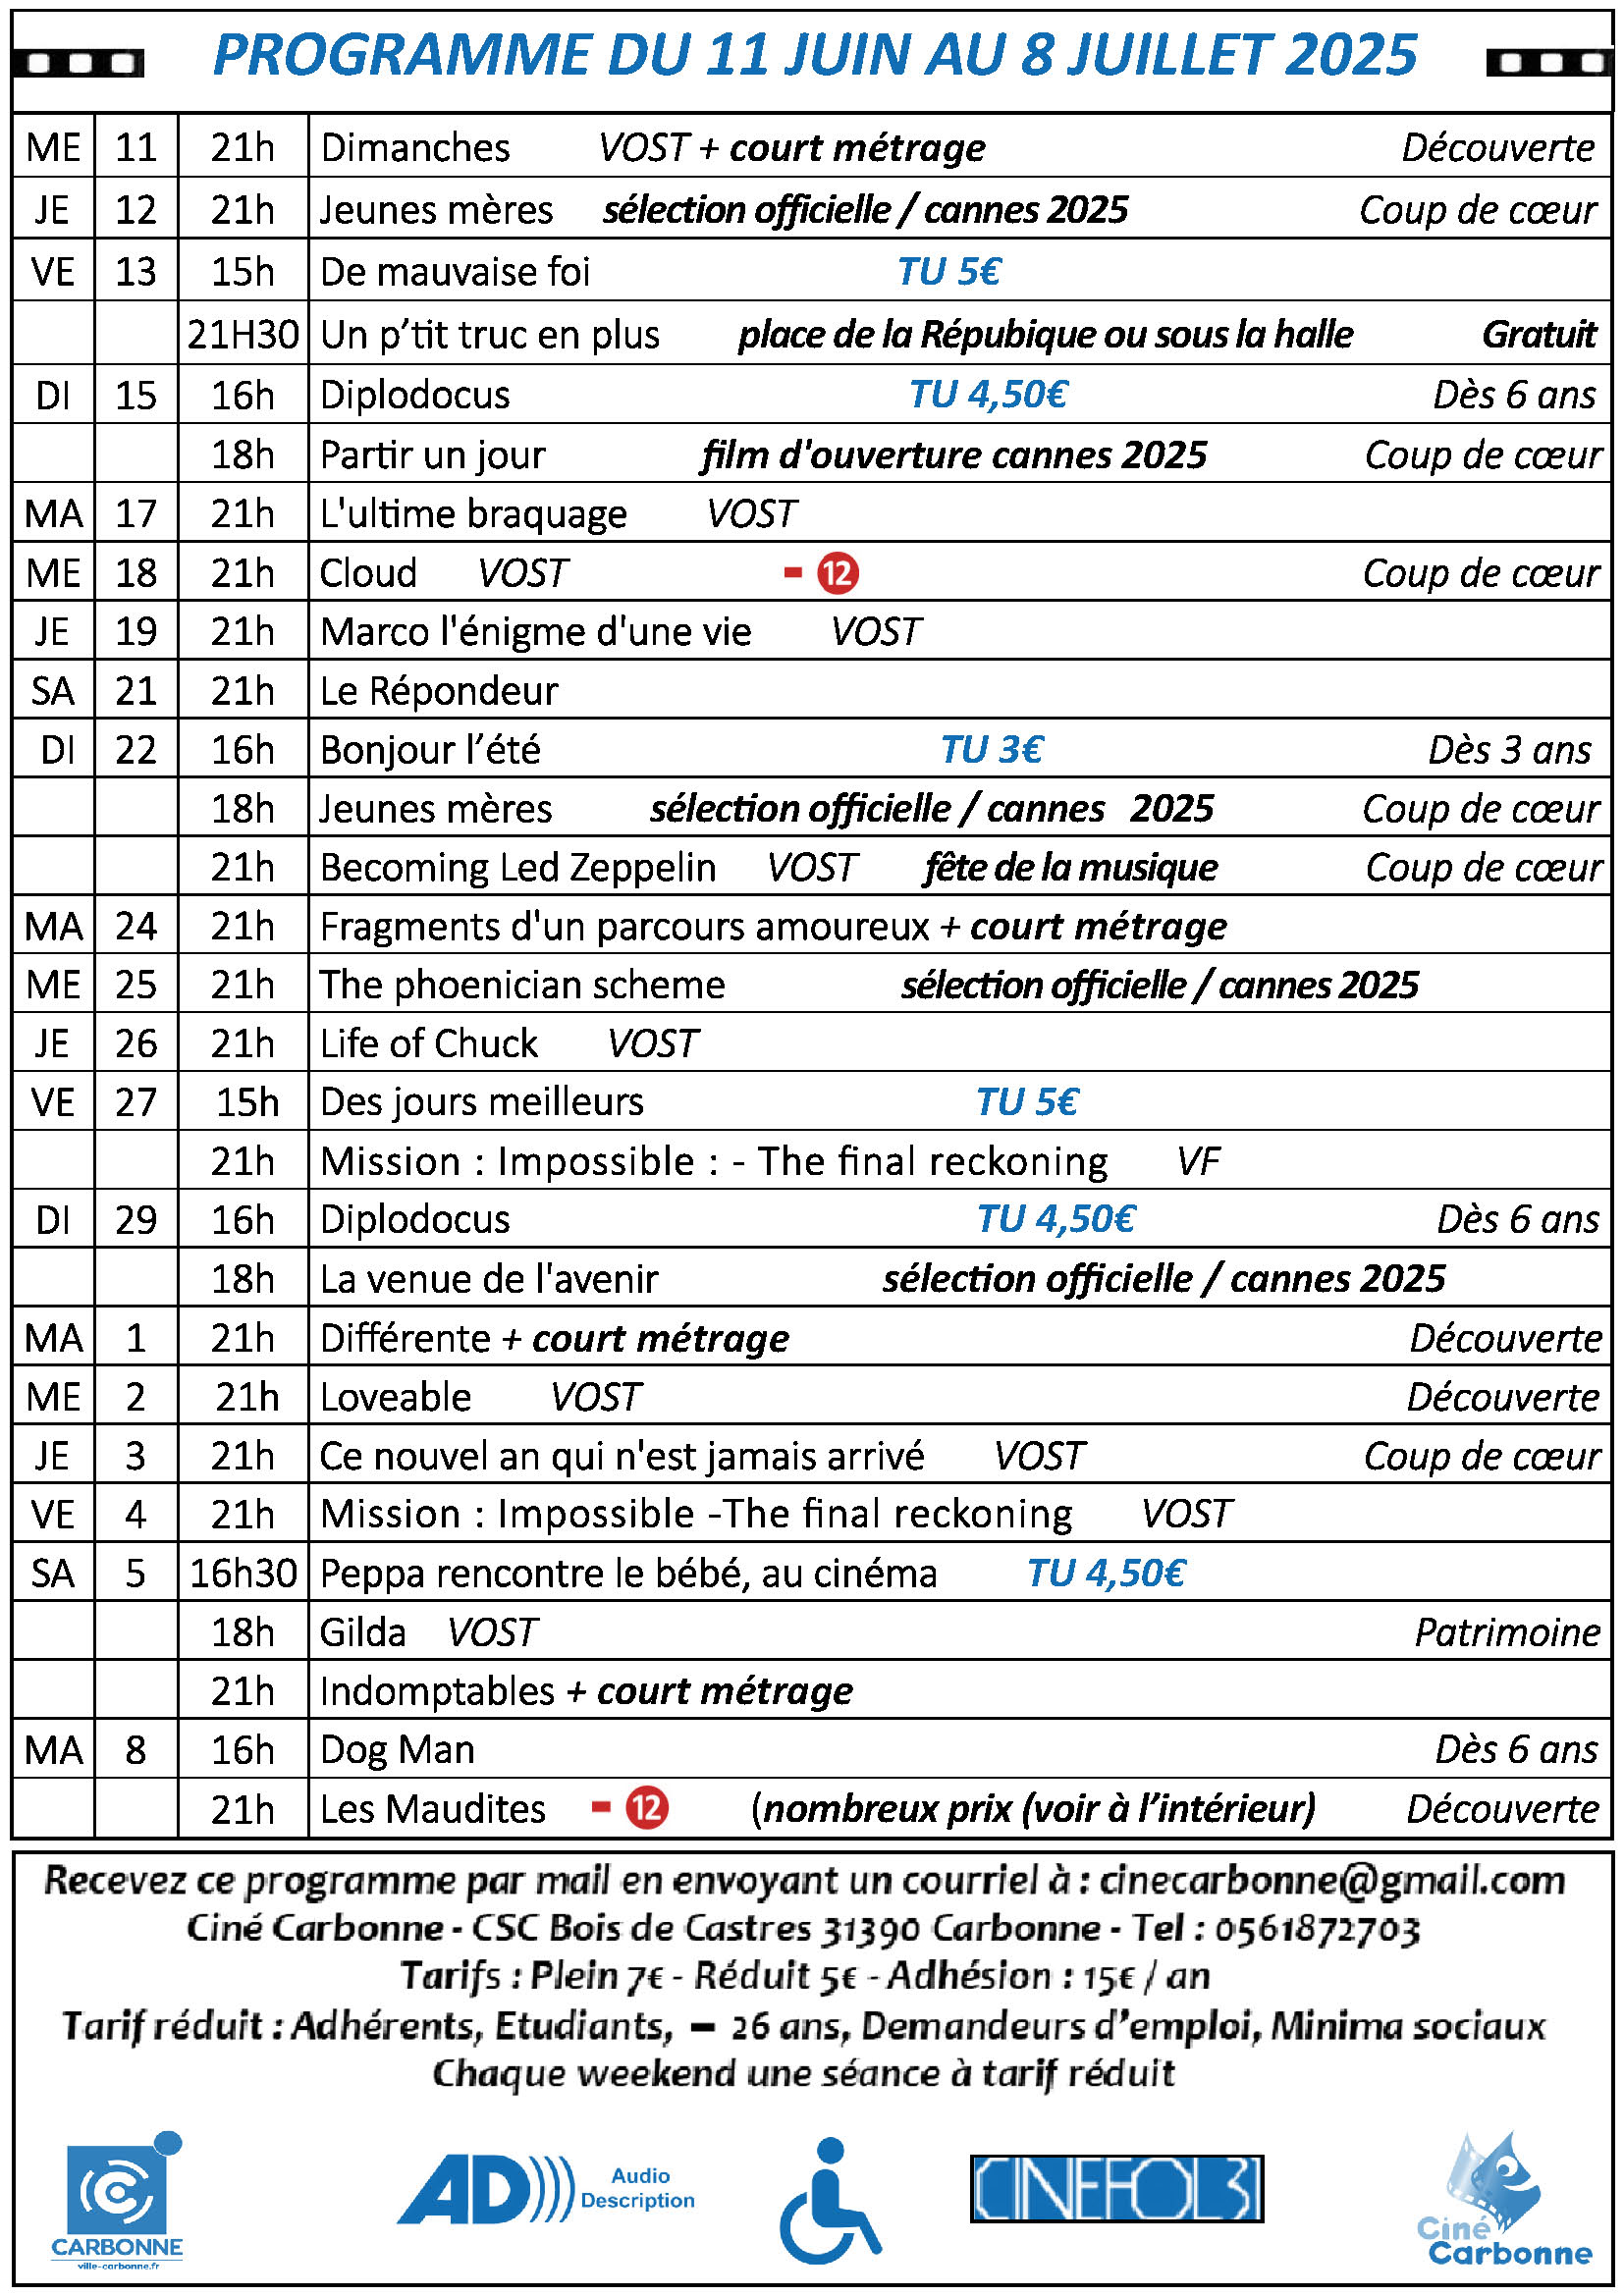 PROGRAMME DU 11 JUIN AU 8 JUILLET 2025
ME 11 21h Dimanches VOST + court métrage Découverte
JE 12 21h Jeunes mères sélection officielle / cannes 2025 Coup de cœur
VE 13 15h De mauvaise foi TU 5€
21H30 Un p’tit truc en plus place de la Répubique ou sous la halle Gratuit
DI 15 16h Diplodocus TU 4,50€ Dès 6 ans
18h Partir un jour film d'ouverture cannes 2025 Coup de cœur
MA 17 21h L'ultime braquage VOST
ME 18 21h Cloud VOST - 12 Coup de cœur
JE 19 21h Marco l'énigme d'une vie VOST
SA 21 21h Le Répondeur
DI 22 16h Bonjour l’été TU 3€ Dès 3 ans
18h Jeunes mères sélection officielle / cannes 2025 Coup de cœur
21h Becoming Led Zeppelin VOST fête de la musique Coup de cœur
MA 24 21h Fragments d'un parcours amoureux + court métrage
ME 25 21h The phoenician scheme sélection officielle / cannes 2025
JE 26 21h Life of Chuck VOST
VE 27 15h Des jours meilleurs TU 5€
21h Mission : Impossible : - The final reckoning VF
DI 29 16h Diplodocus TU 4,50€ Dès 6 ans
18h La venue de l'avenir sélection officielle / cannes 2025
MA 1 21h Différente + court métrage Découverte
ME 2 21h Loveable VOST Découverte
JE 3 21h Ce nouvel an qui n'est jamais arrivé VOST Coup de cœur
VE 4 21h Mission : Impossible -The final reckoning VOST
SA 5 16h30 Peppa rencontre le bébé, au cinéma TU 4,50€
18h Gilda VOST Patrimoine
21h Indomptables + court métrage
MA 8 16h Dog Man Dès 6 ans
21h Les Maudites - 12 (nombreux prix (voir à l’intérieur) Découverte
Recevez ce programme par mail en envoyant un courriel à : cinecarbonne@gmail.com
Ciné Carbonne - CSC Bois de Castres 31390 Carbonne - Tel : 0561872703
Tarifs : Plein 7€ - Réduit 5€ - Adhésion : 15€ / an
Tarif réduit : Adhérents, Etudiants, - 26 ans, Demandeurs d’emploi, Minima sociaux
Chaque weekend une séance à tarif réduit
CARBONNE
ville-carbonne.fr
AD Audio
Description
CINEFOL 31
Ciné
Carbonne